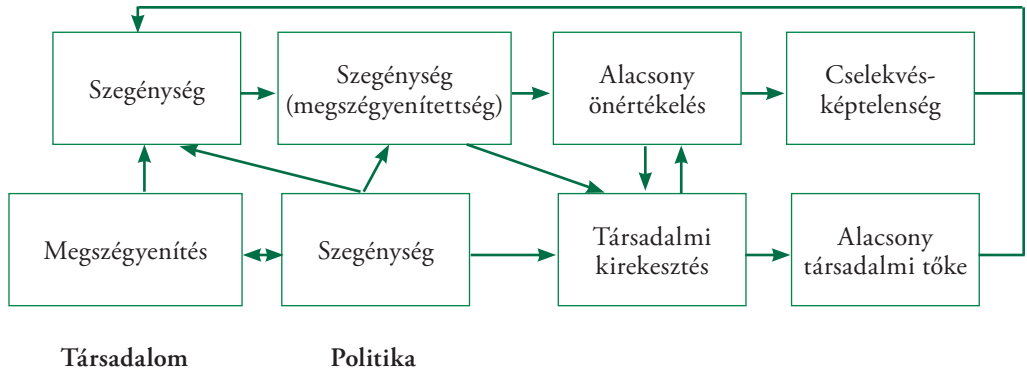 Szegénység
Szegénység
(megszégyenítettség)
Alacsony
önértékelés
Cselekvés-
képtelenség
Megszégyenítés
Szegénység
Társadalmi
kirekesztés
Alacsony
társadalmi tőke
Társadalom
Politika